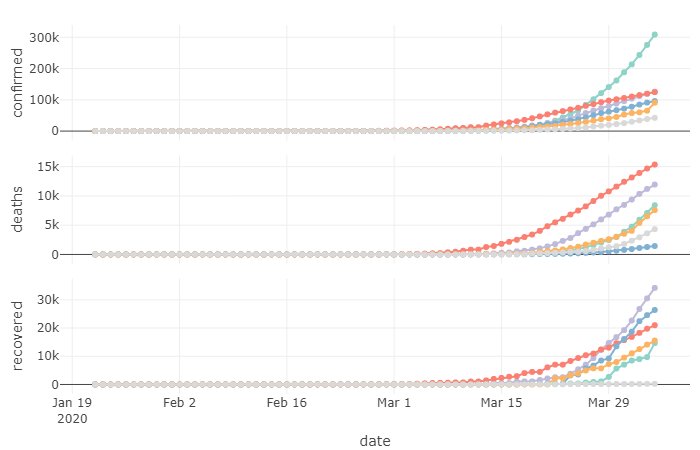 confirmed
300k
200k
100k
0
deaths
15k
10k
5k
0
recovered
30k
20k
10k
0
Jan 19
2020
Feb 2
Feb 16
Mar 1
Mar 15
Mar 29
date